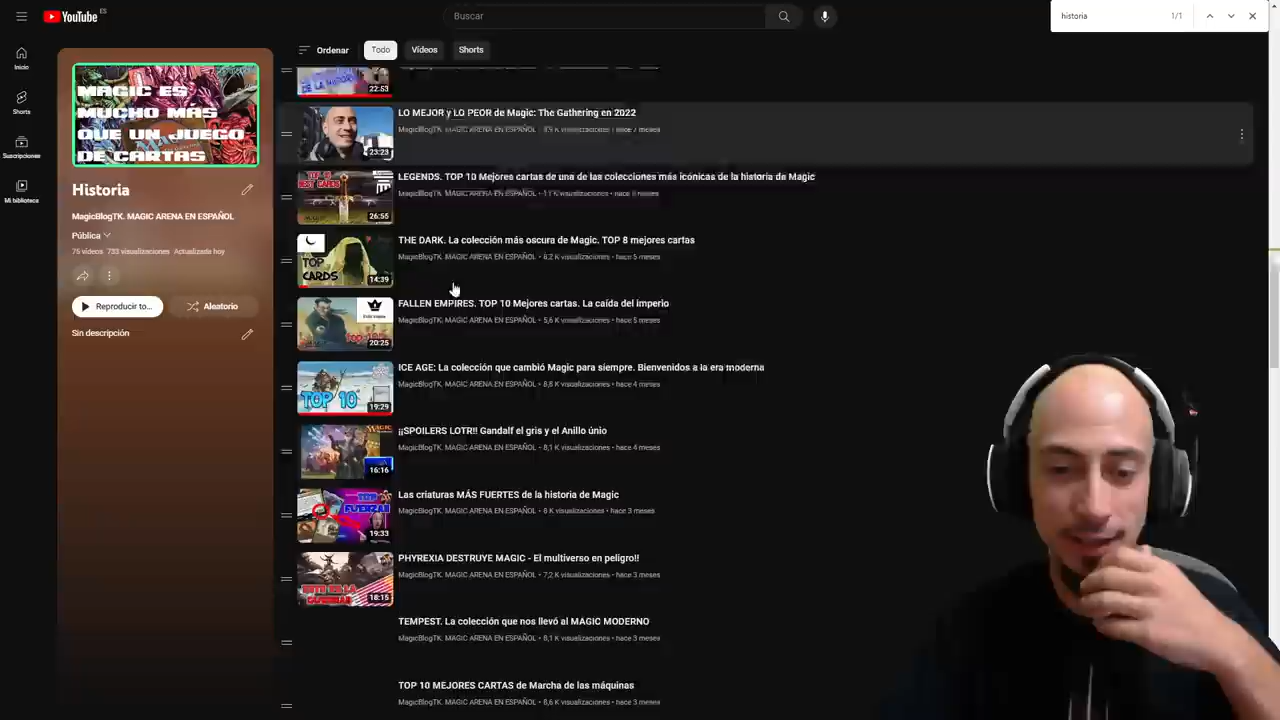 YouTube ES
Buscar
historia
1/1
Inicio
Shorts
Suscripciones
Mi biblioteca
MAGIC ES
MUCHO MÁS
QUE UN JUEGO
DE CARTAS
Historia
MagicBlogTK. MAGIC ARENA EN ESPAÑOL
Pública
75 vídeos 733 visualizaciones Actualizada hoy
Reproducir to...
Aleatorio
Sin descripción
Ordenar
Todo
Vídeos
Shorts
DE LA HISTORIA
22:53
23:23
LO MEJOR y LO PEOR de Magic: The Gathering en 2022
MagicBlogTK. MAGIC ARENA EN ESPAÑOL
26:55
LEGENDS. TOP 10 Mejores cartas de una de las colecciones más icónicas de la historia de Magic
MagicBlogTK. MAGIC ARENA EN ESPAÑOL
TOP
CARDS
14:39
THE DARK. La colección más oscura de Magic. TOP 8 mejores cartas
MagicBlogTK. MAGIC ARENA EN ESPAÑOL • 6,2 K visualizaciones • hace 5 meses
20:25
FALLEN EMPIRES. TOP 10 Mejores cartas. La caída del imperio
MagicBlogTK. MAGIC ARENA EN ESPAÑOL • 5,6 K visualizaciones • hace 5 meses
TOP 10
19:29
ICE AGE: La colección que cambió Magic para siempre. Bienvenidos a la era moderna
MagicBlogTK. MAGIC ARENA EN ESPAÑOL • 8,8 K visualizaciones • hace 4 meses
16:16
¡¡SPOILERS LOTR!! Gandalf el gris y el Anillo único
MagicBlogTK. MAGIC ARENA EN ESPAÑOL • 8,1 K visualizaciones • hace 4 meses
TOP
FUERZA
19:33
Las criaturas MÁS FUERTES de la historia de Magic
MagicBlogTK. MAGIC ARENA EN ESPAÑOL • 6 K visualizaciones • hace 3 meses
18:15
PHYREXIA DESTRUYE MAGIC - El multiverso en peligro!!
MagicBlogTK. MAGIC ARENA EN ESPAÑOL • 7,2 K visualizaciones • hace 3 meses
TEMPEST. La colección que nos llevó al MAGIC MODERNO
MagicBlogTK. MAGIC ARENA EN ESPAÑOL • 8,1 K visualizaciones • hace 3 meses
TOP 10 MEJORES CARTAS de Marcha de las máquinas
MagicBlogTK. MAGIC ARENA EN ESPAÑOL • 6,6 K visualizaciones • hace 3 meses